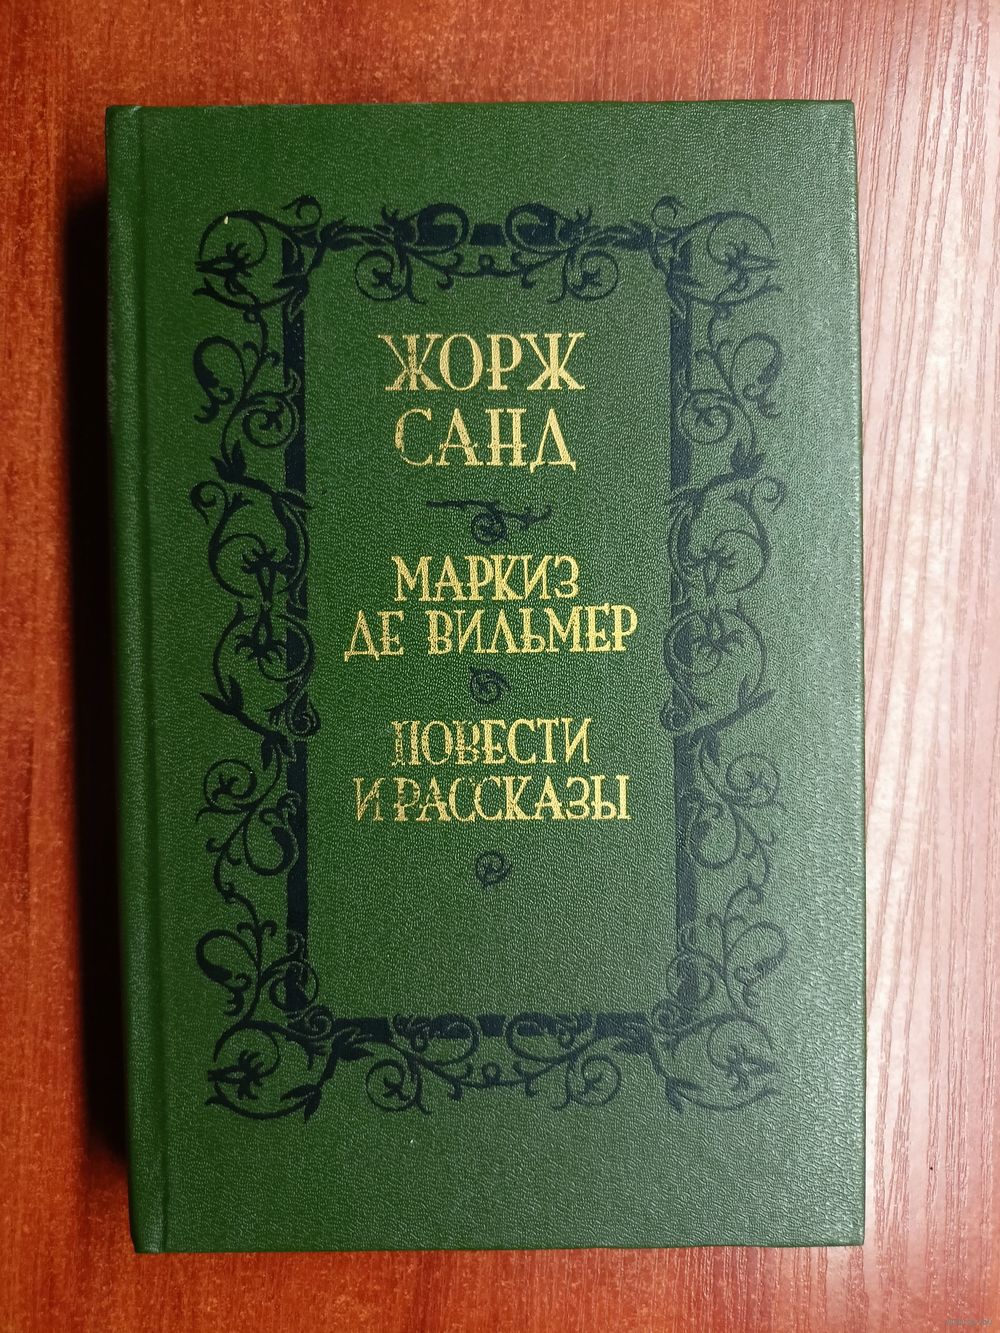 ЖОРЖ
САНД
МАРКИЗ
ДЕ ВИЛЬМЕР
ПОВЕСТИ
И РАССКАЗЫ